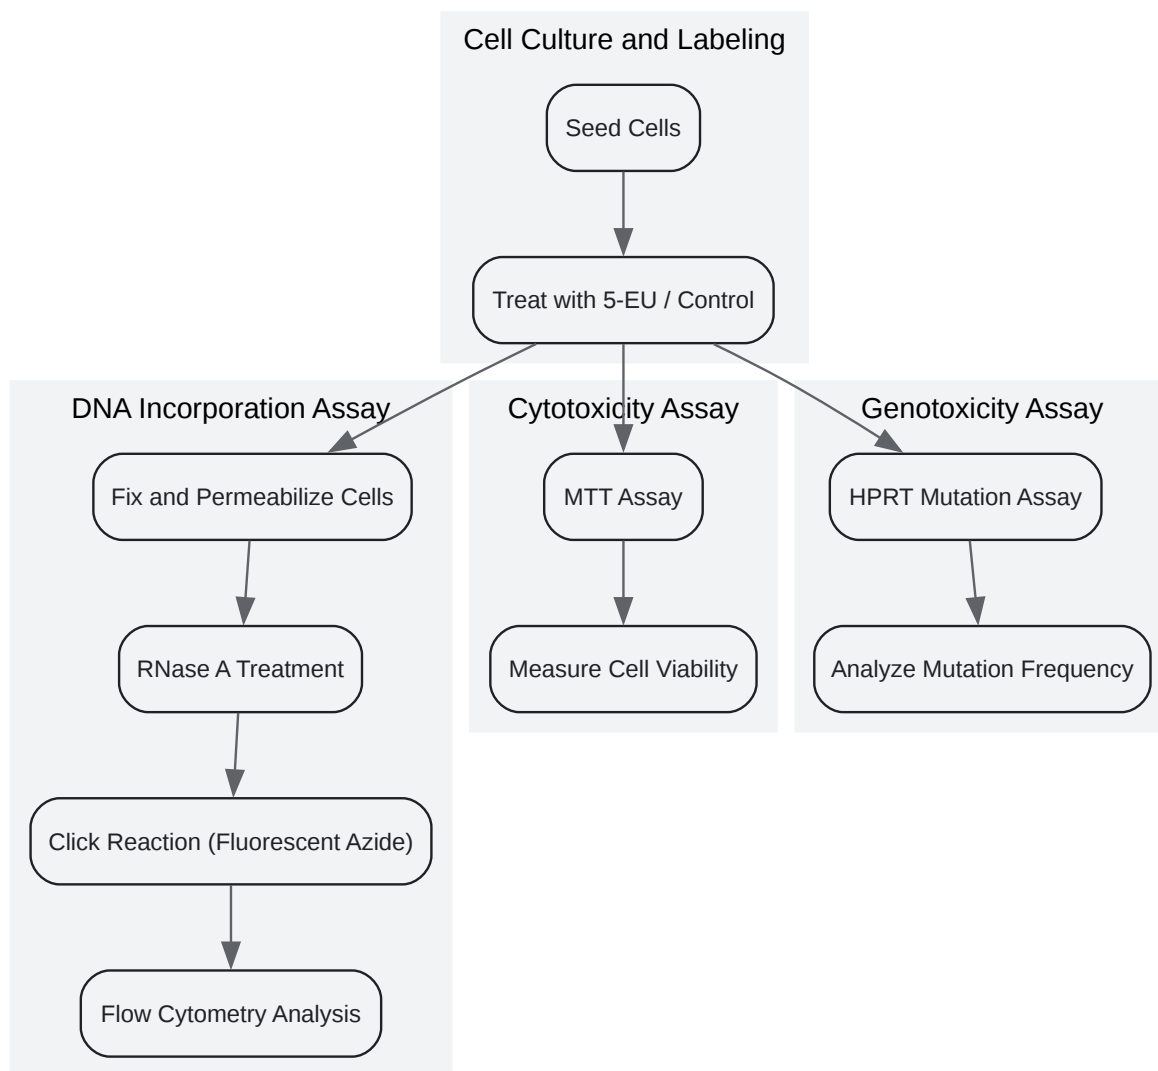 Cell Culture and Labeling
Seed Cells
Treat with 5-EU / Control
DNA Incorporation Assay
Fix and Permeabilize Cells
RNase A Treatment
Click Reaction (Fluorescent Azide)
Flow Cytometry Analysis
Cytotoxicity Assay
MTT Assay
Measure Cell Viability
Genotoxicity Assay
HPRT Mutation Assay
Analyze Mutation Frequency